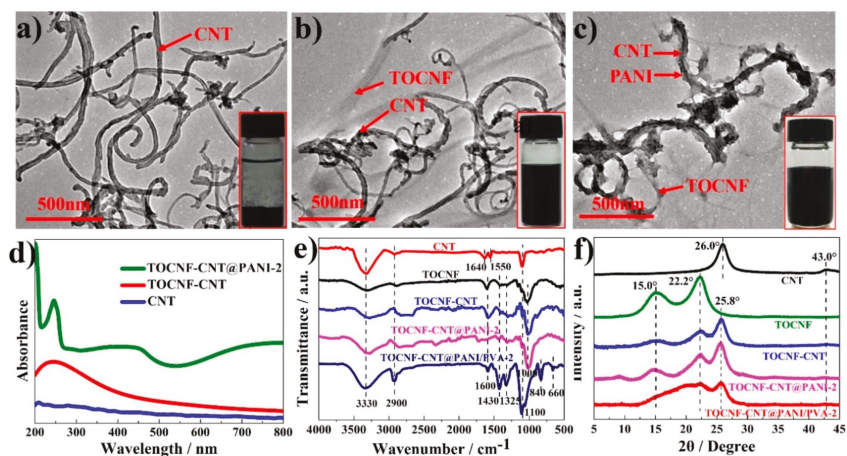 a)
CNT
500nm
b)
TOCNF
CNT
500nm
c)
CNT
PANI
TOCNF
500nm
d)
TOCNF-CNT@PANI-2
TOCNF-CNT
CNT
Absorbance
200 300 400 500 600 700 800
Wavelength / nm
e)
CNT
1640 1550
TOCNF
TOCNF-CNT
TOCNF-CNT@PANI-2
TOCNF-CNT@PANI/PVA-2
3330 2900
1600
1430 1325
1100
840 660
Transmittance / a.u.
4000 3500 3000 2500 2000 1500 1000 500
Wavenumber / cm-1
f)
26.0°
43.0°
CNT
15.0°
22.2°
25.8°
TOCNF
TOCNF-CNT
TOCNF-CNT@PANI-2
TOCNF-CNT@PANI/PVA-2
Intensity / a.u.
5 10 15 20 25 30 35 40 45
2θ / Degree